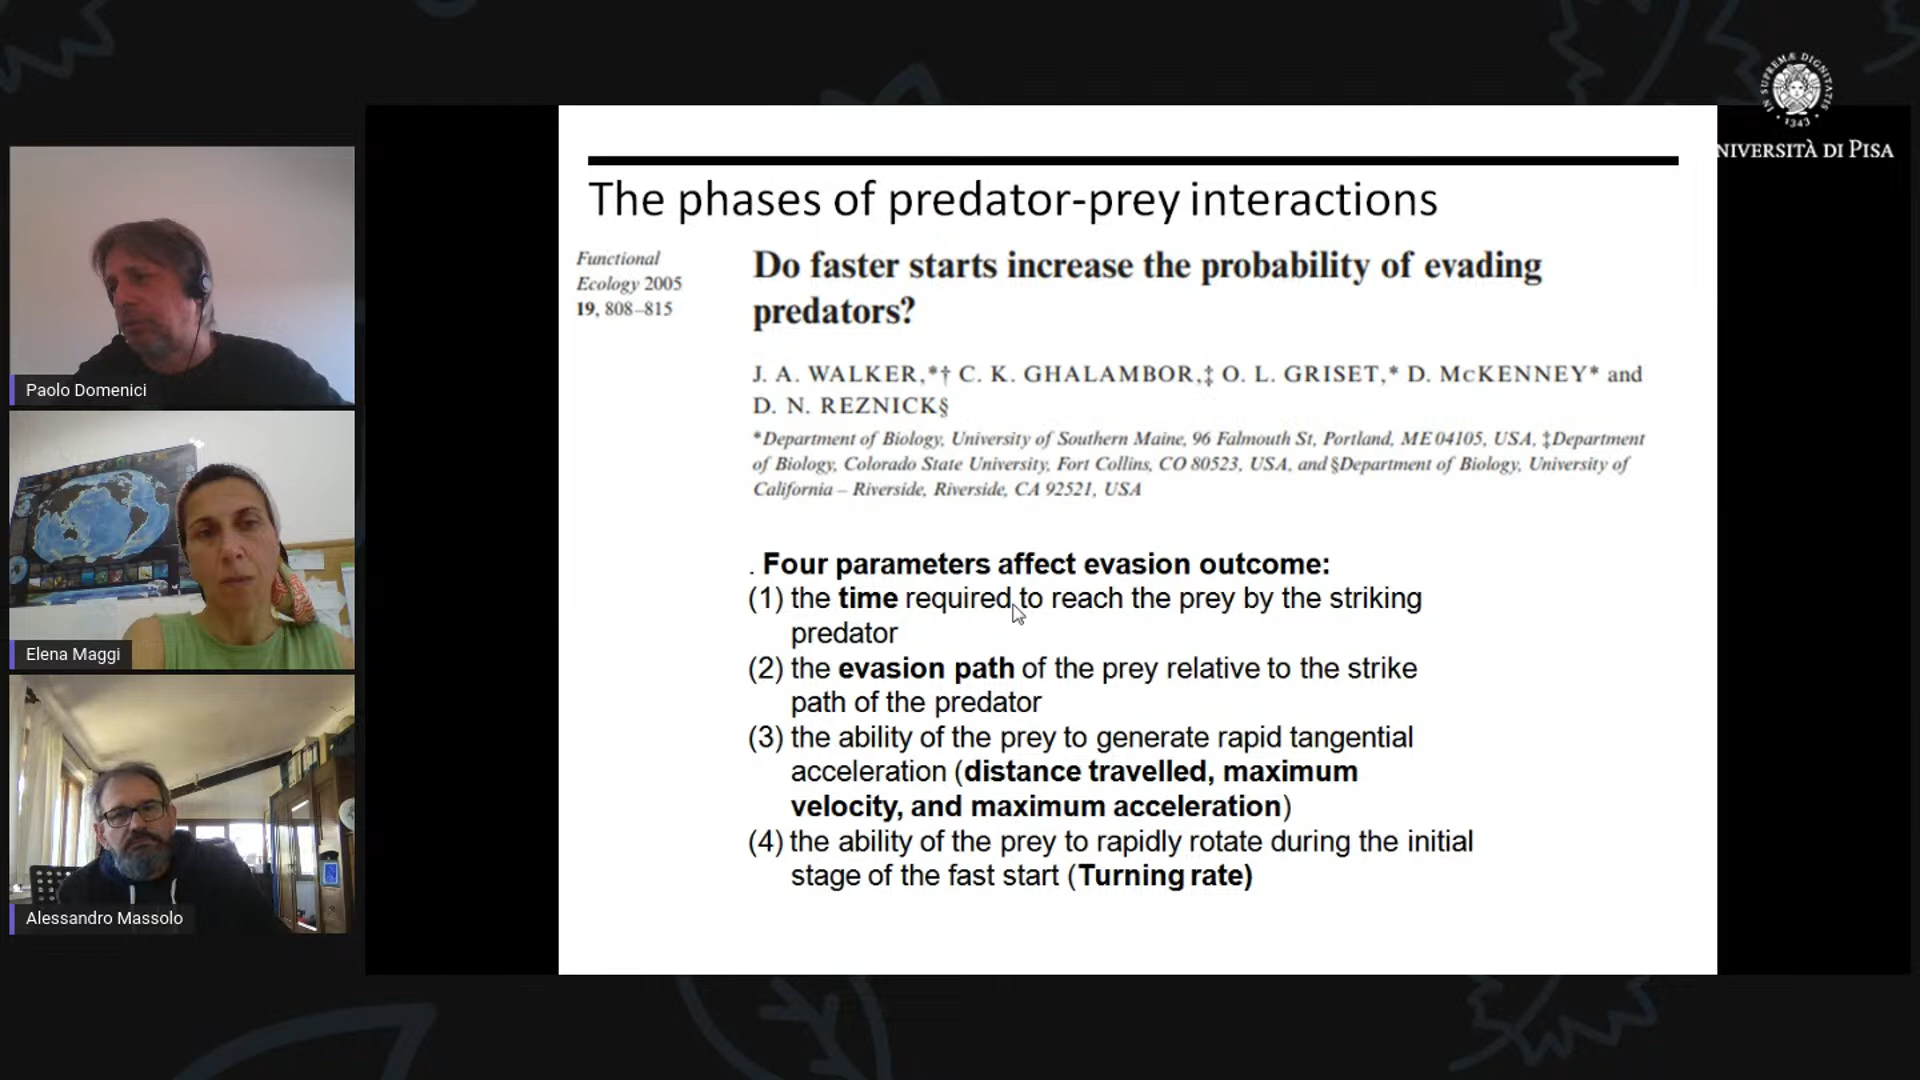 IN SUPREMÆ DIGNITATIS
· 1343 ·
NIVERSITÀ DI PISA
Paolo Domenici
Elena Maggi
Alessandro Massolo
The phases of predator-prey interactions
Functional
Ecology 2005
19, 808–815
Do faster starts increase the probability of evading
predators?
J. A. WALKER,*† C. K. GHALAMBOR,‡ O. L. GRISET,* D. McKENNEY* and
D. N. REZNICK§
*Department of Biology, University of Southern Maine, 96 Falmouth St, Portland, ME 04105, USA, ‡Department
of Biology, Colorado State University, Fort Collins, CO 80523, USA, and §Department of Biology, University of
California – Riverside, Riverside, CA 92521, USA
. Four parameters affect evasion outcome:
(1) the time required to reach the prey by the striking
predator
(2) the evasion path of the prey relative to the strike
path of the predator
(3) the ability of the prey to generate rapid tangential
acceleration (distance travelled, maximum
velocity, and maximum acceleration)
(4) the ability of the prey to rapidly rotate during the initial
stage of the fast start (Turning rate)